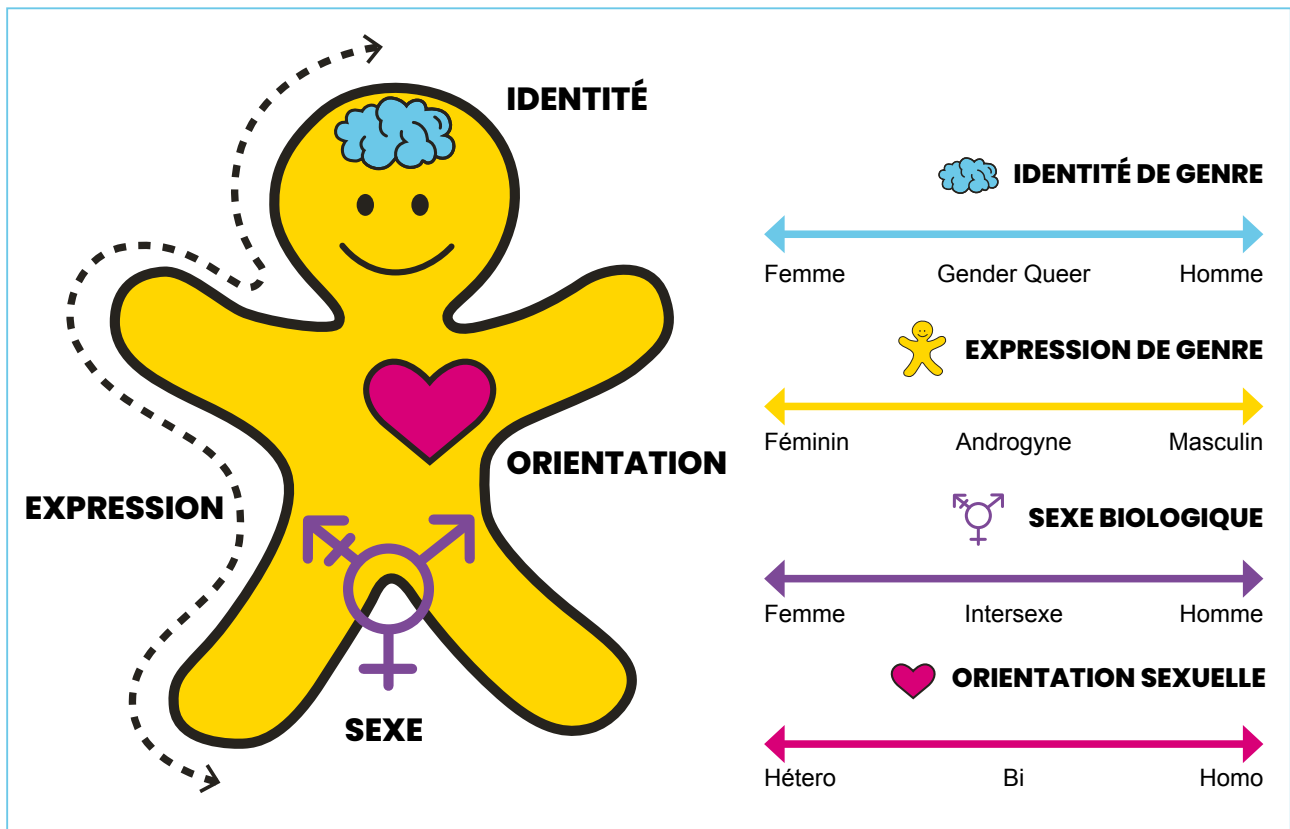 IDENTITÉ
ORIENTATION
EXPRESSION
SEXE
IDENTITÉ DE GENRE
Femme Gender Queer Homme
EXPRESSION DE GENRE
Féminin Androgyne Masculin
SEXE BIOLOGIQUE
Femme Intersexe Homme
ORIENTATION SEXUELLE
Hétero Bi Homo